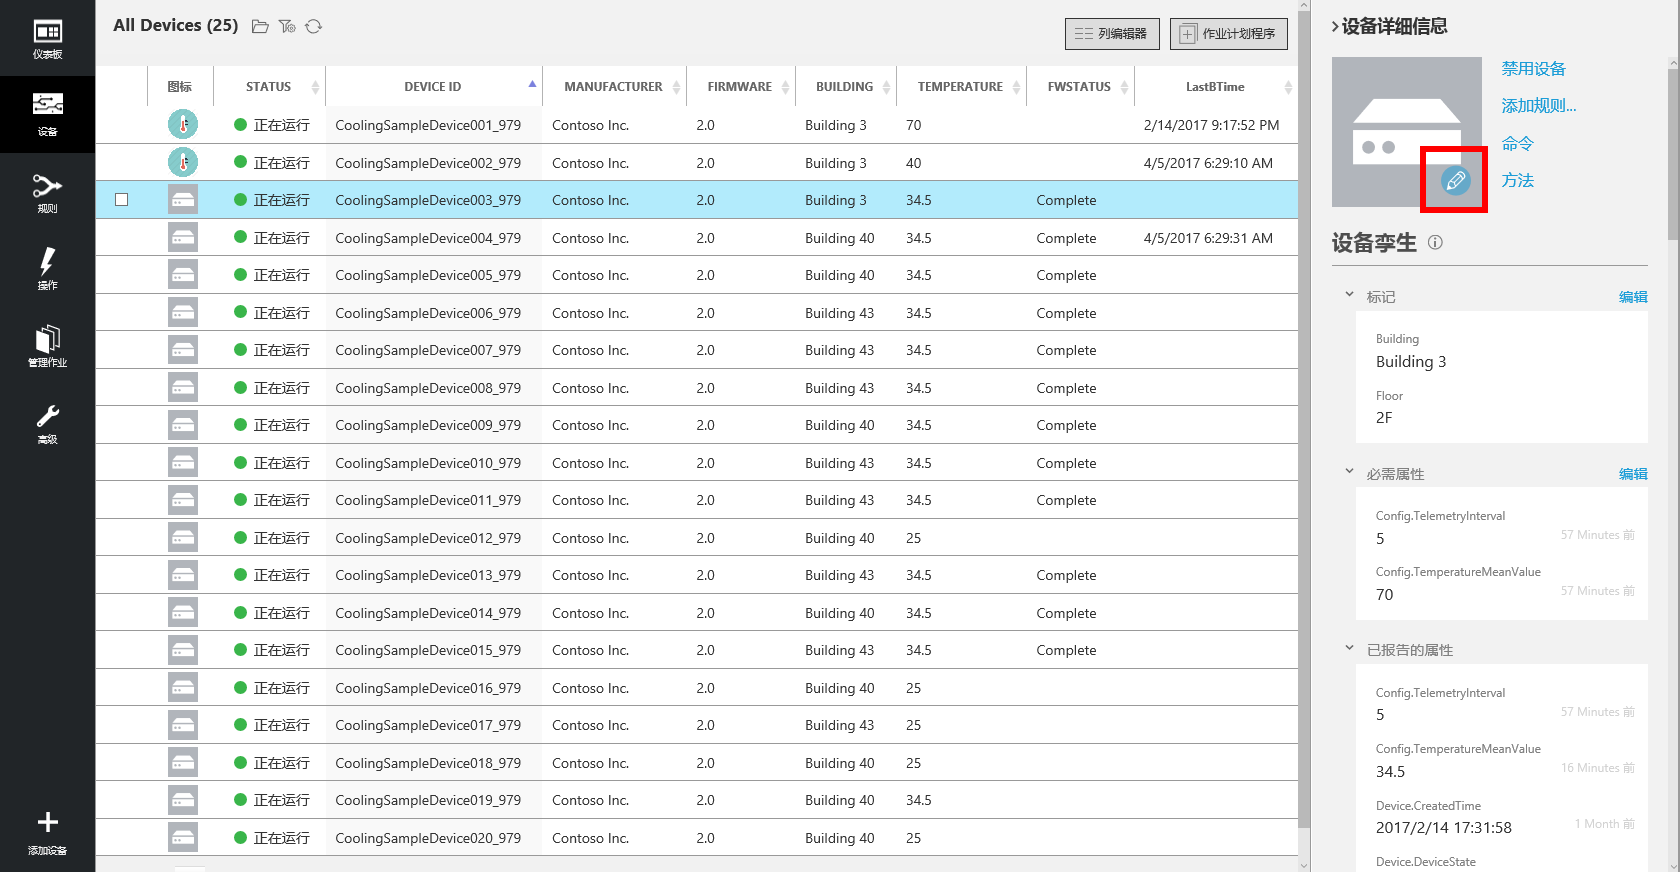 仪表板
设备
规则
操作
管理作业
高级
添加设备
All Devices (25)
列编辑器
作业计划程序
图标 STATUS DEVICE ID MANUFACTURER FIRMWARE BUILDING TEMPERATURE FWSTATUS LastBTime
正在运行 CoolingSampleDevice001_979 Contoso Inc. 2.0 Building 3 70 2/14/2017 9:17:52 PM
正在运行 CoolingSampleDevice002_979 Contoso Inc. 2.0 Building 3 40 4/5/2017 6:29:10 AM
正在运行 CoolingSampleDevice003_979 Contoso Inc. 2.0 Building 3 34.5 Complete
正在运行 CoolingSampleDevice004_979 Contoso Inc. 2.0 Building 40 34.5 Complete 4/5/2017 6:29:31 AM
正在运行 CoolingSampleDevice005_979 Contoso Inc. 2.0 Building 40 34.5 Complete
正在运行 CoolingSampleDevice006_979 Contoso Inc. 2.0 Building 43 34.5 Complete
正在运行 CoolingSampleDevice007_979 Contoso Inc. 2.0 Building 43 34.5 Complete
正在运行 CoolingSampleDevice008_979 Contoso Inc. 2.0 Building 43 34.5 Complete
正在运行 CoolingSampleDevice009_979 Contoso Inc. 2.0 Building 40 34.5 Complete
正在运行 CoolingSampleDevice010_979 Contoso Inc. 2.0 Building 43 34.5 Complete
正在运行 CoolingSampleDevice011_979 Contoso Inc. 2.0 Building 43 34.5 Complete
正在运行 CoolingSampleDevice012_979 Contoso Inc. 2.0 Building 40 25
正在运行 CoolingSampleDevice013_979 Contoso Inc. 2.0 Building 43 34.5 Complete
正在运行 CoolingSampleDevice014_979 Contoso Inc. 2.0 Building 40 34.5 Complete
正在运行 CoolingSampleDevice015_979 Contoso Inc. 2.0 Building 43 34.5 Complete
正在运行 CoolingSampleDevice016_979 Contoso Inc. 2.0 Building 40 25
正在运行 CoolingSampleDevice017_979 Contoso Inc. 2.0 Building 43 25
正在运行 CoolingSampleDevice018_979 Contoso Inc. 2.0 Building 40 25
正在运行 CoolingSampleDevice019_979 Contoso Inc. 2.0 Building 40 34.5
正在运行 CoolingSampleDevice020_979 Contoso Inc. 2.0 Building 40 25
设备详细信息
禁用设备
添加规则...
命令
方法
设备孪生
标记 编辑
Building
Building 3
Floor
2F
必需属性 编辑
Config.TelemetryInterval
5 57 Minutes 前
Config.TemperatureMeanValue
70 57 Minutes 前
已报告的属性
Config.TelemetryInterval
5 57 Minutes 前
Config.TemperatureMeanValue
34.5 16 Minutes 前
Device.CreatedTime
2017/2/14 17:31:58 1 Month 前
Device.DeviceState